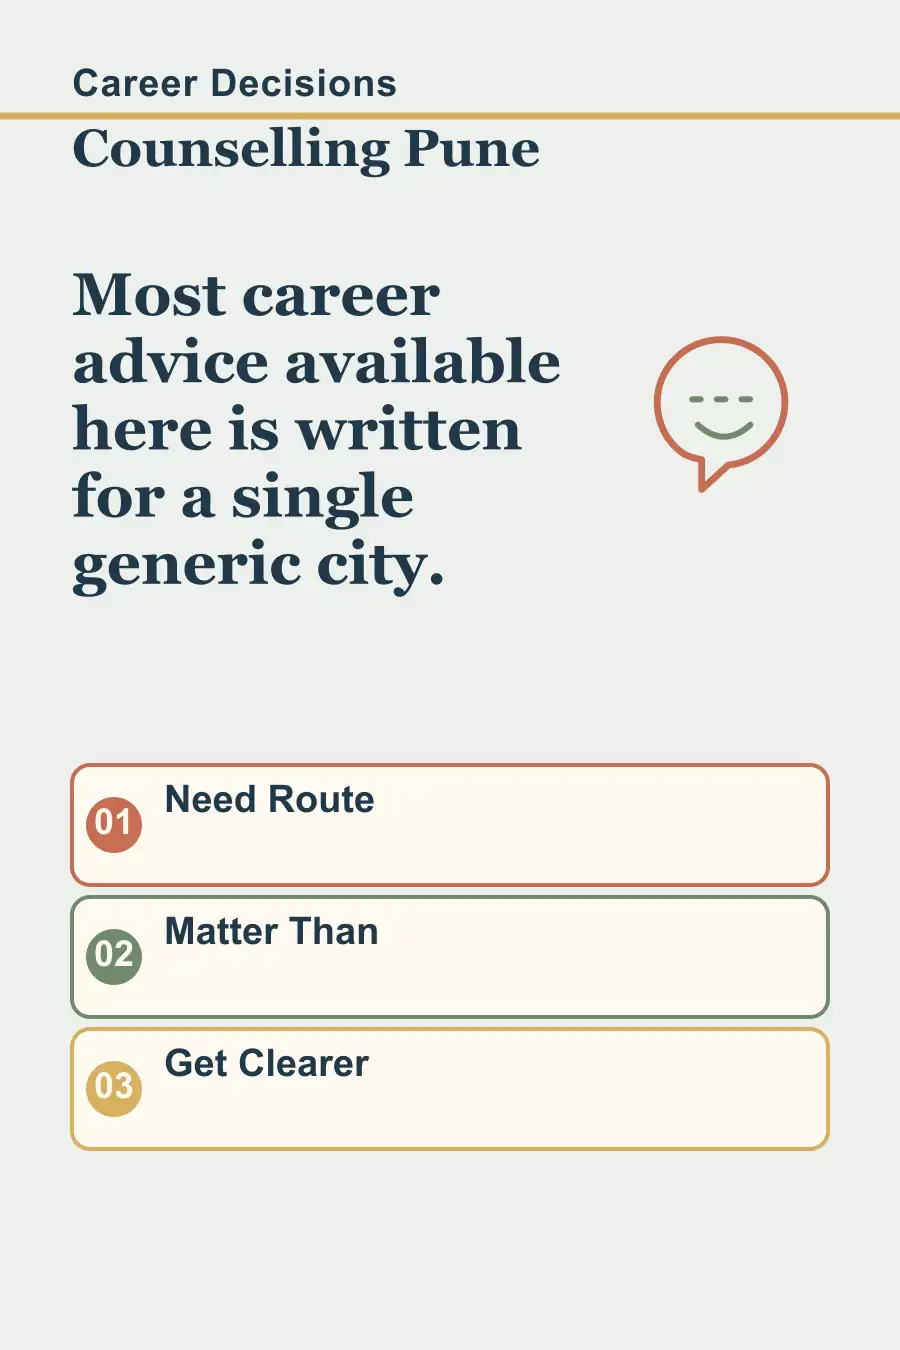 Career Decisions
Counselling Pune
Most career
advice available
here is written
for a single
generic city.
01
Need Route
02
Matter Than
03
Get Clearer